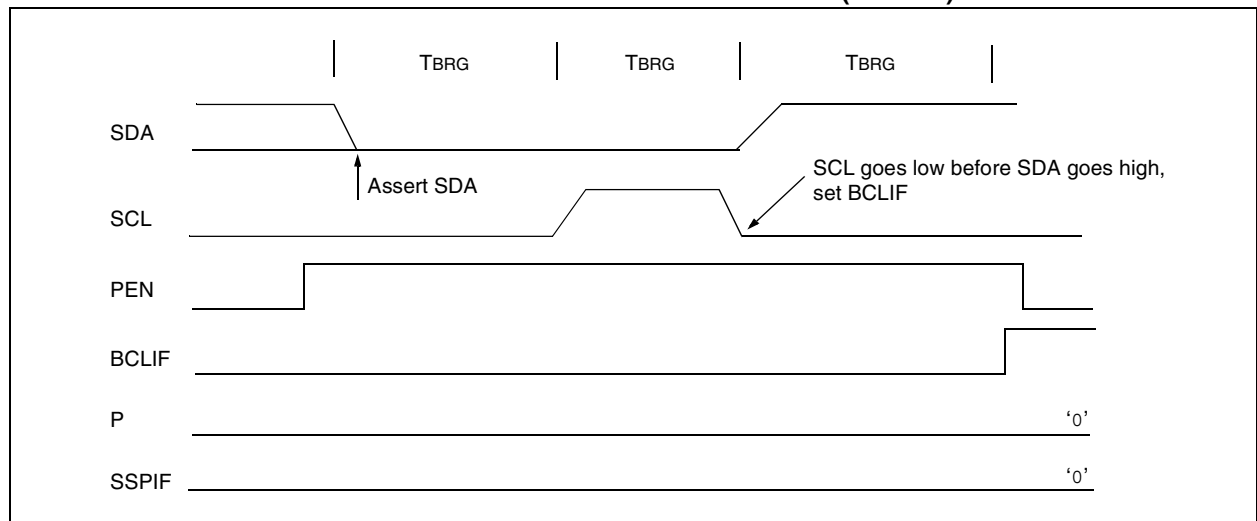 TBRG TBRG TBRG
SDA
SCL goes low before SDA goes high,
set BCLIF
Assert SDA
SCL
PEN
BCLIF
P
‘0’
SSPIF
‘0’